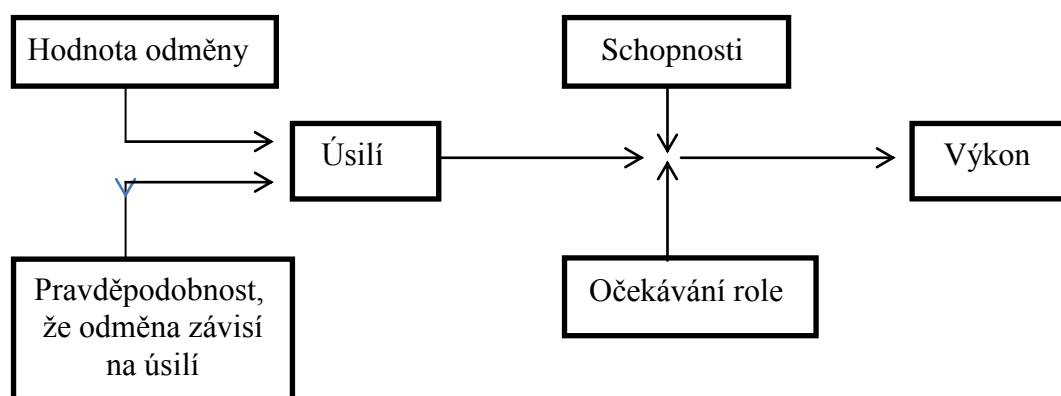 Hodnota odměny
Schopnosti
Úsilí
Výkon
Pravděpodobnost,
že odměna závisí
na úsilí
Očekávání role